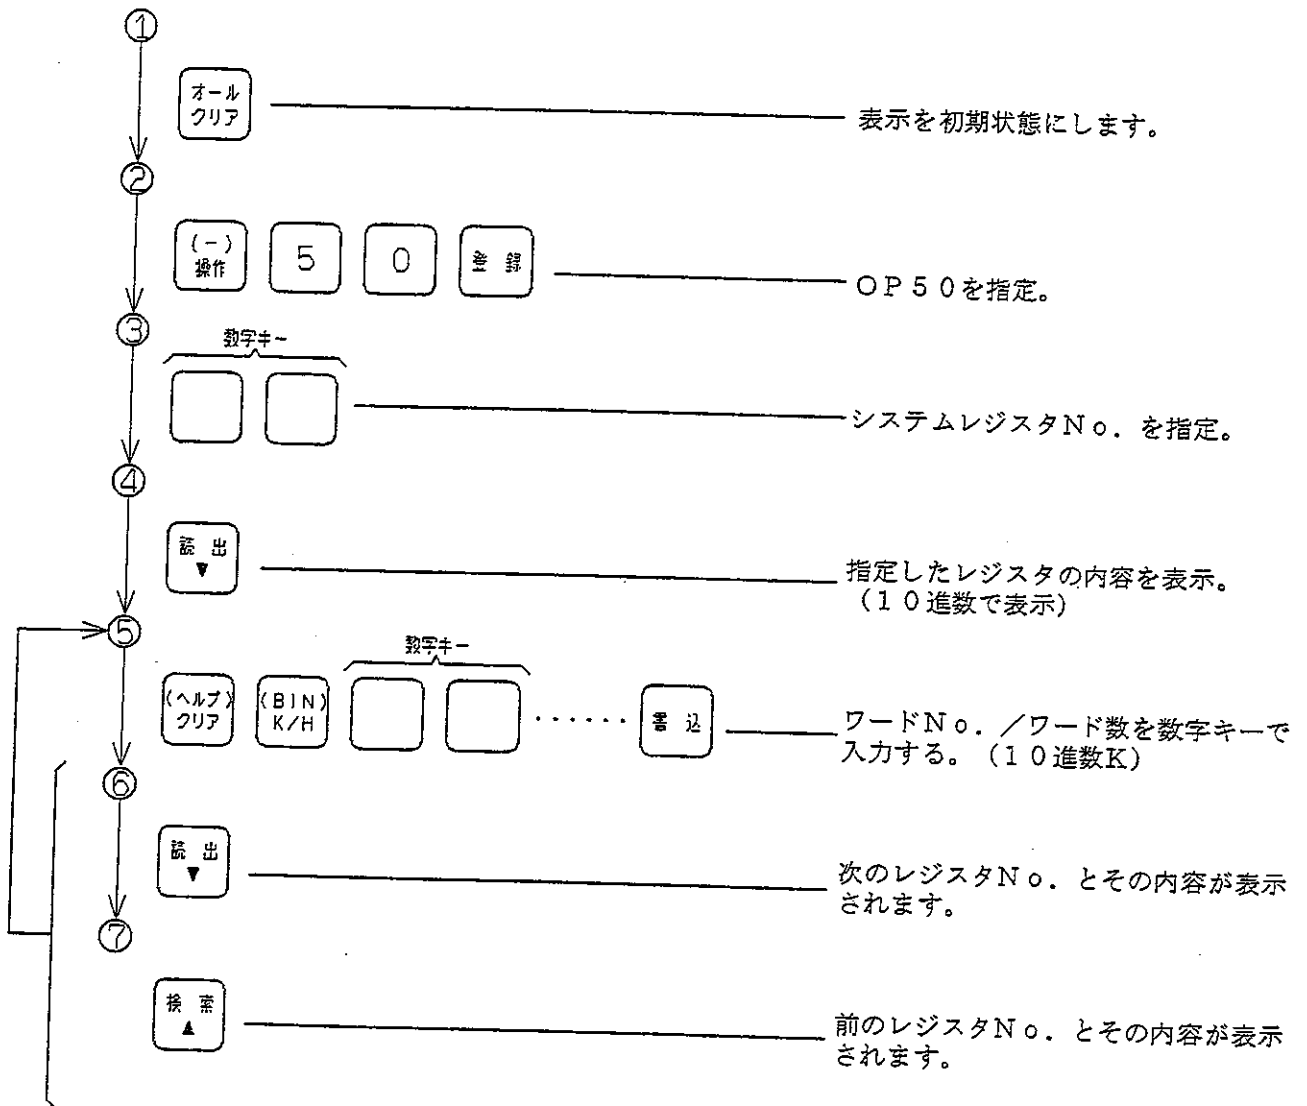 ①
オール
クリア
表示を初期状態にします。
②
(-)
操作
5
0
登 録
OP50を指定。
③
数字キー
システムレジスタNo. を指定。
④
読 出
▼
指定したレジスタの内容を表示。
(10進数で表示)
⑤
数字キー
(ヘルプ)
クリア
(BIN)
K/H
······
書 込
ワードNo. /ワード数を数字キーで
入力する。(10進数K)
⑥
読 出
▼
次のレジスタNo. とその内容が表示
されます。
⑦
検 索
▲
前のレジスタNo. とその内容が表示
されます。